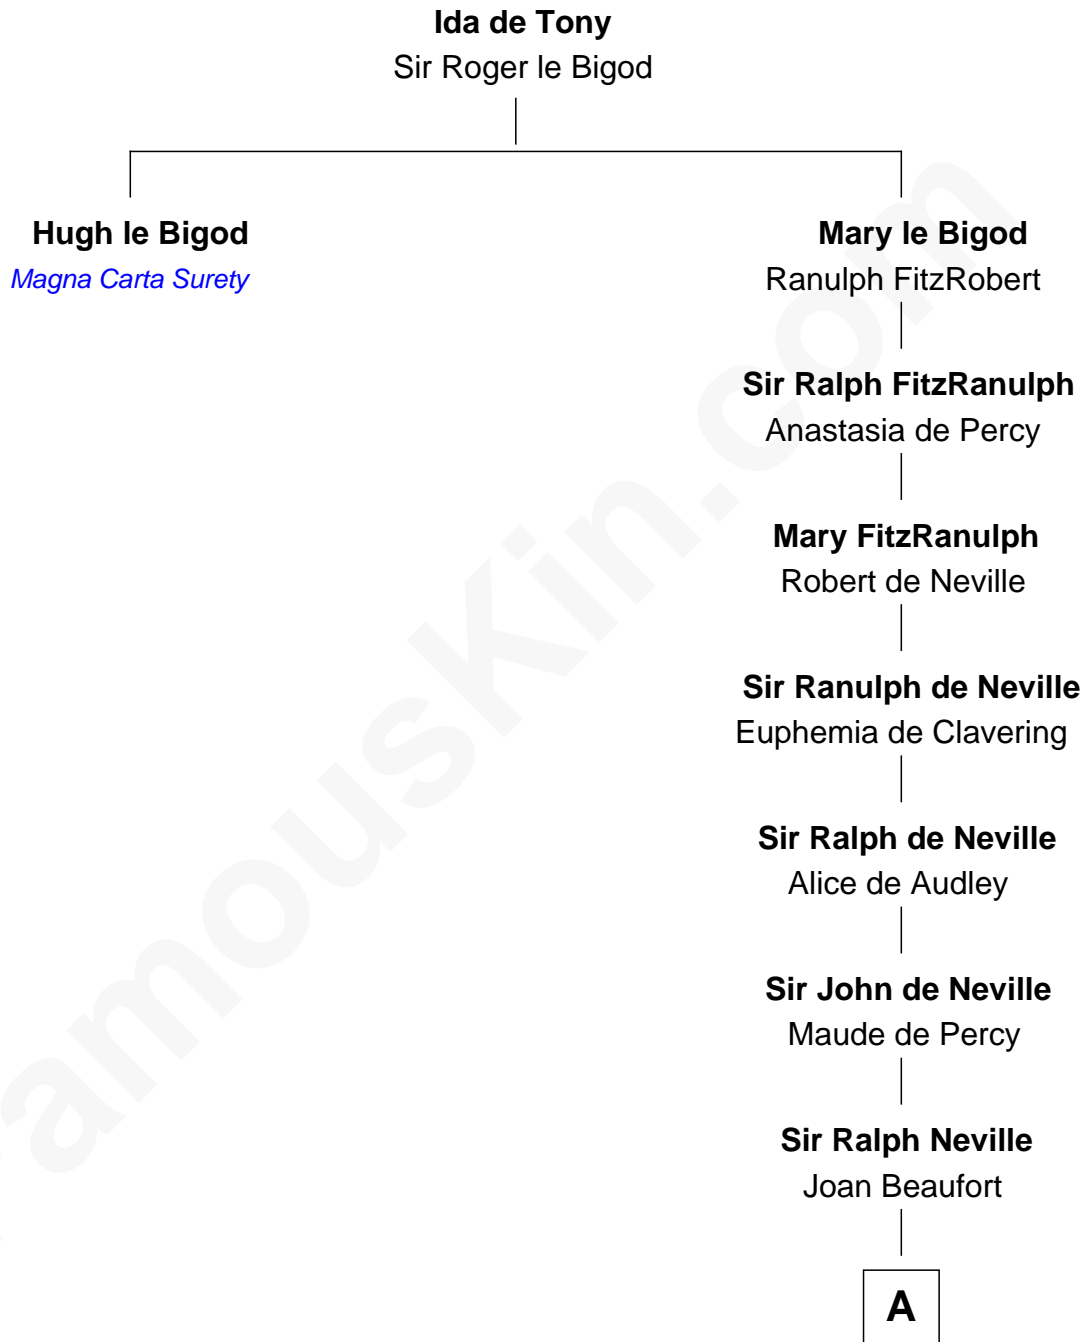 Ida de Tony
Sir Roger le Bigod
Hugh le Bigod
Magna Carta Surety
Mary le Bigod
Ranulph FitzRobert
Sir Ralph FitzRanulph
Anastasia de Percy
Mary FitzRanulph
Robert de Neville
Sir Ranulph de Neville
Euphemia de Clavering
Sir Ralph de Neville
Alice de Audley
Sir John de Neville
Maude de Percy
Sir Ralph Neville
Joan Beaufort
A
amouskin.com